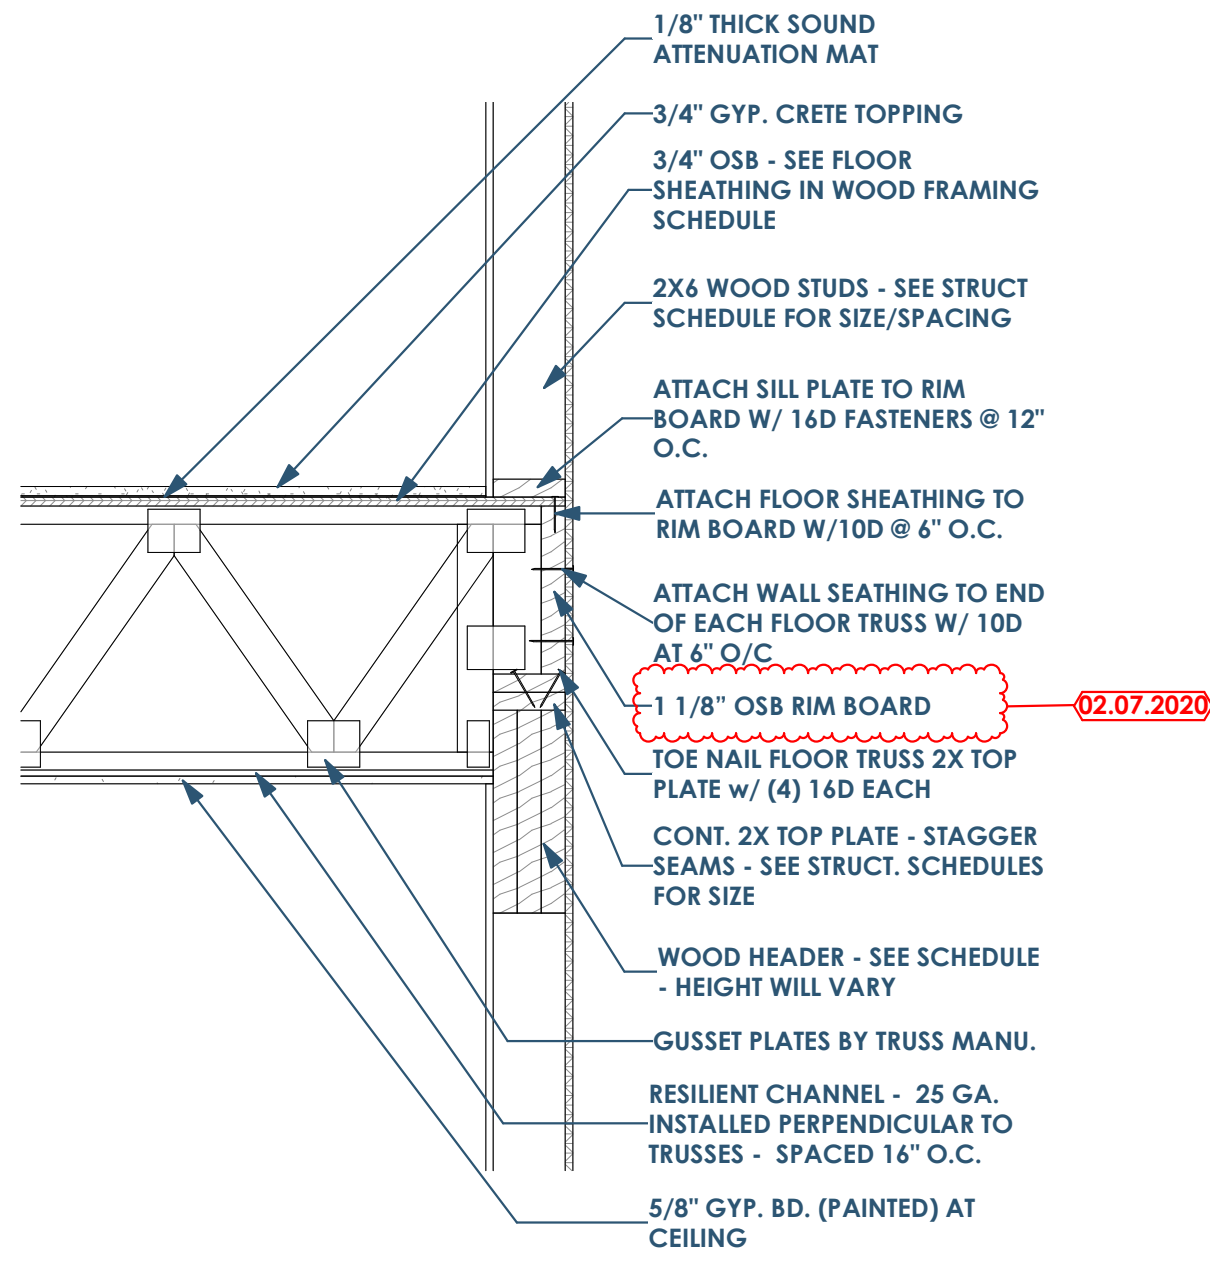 1/8" THICK SOUND
ATTENUATION MAT
3/4" GYP. CRETE TOPPING
3/4" OSB - SEE FLOOR
SHEATHING IN WOOD FRAMING
SCHEDULE
2X6 WOOD STUDS - SEE STRUCT
SCHEDULE FOR SIZE/SPACING
ATTACH SILL PLATE TO RIM
BOARD W/ 16D FASTENERS @ 12"
O.C.
ATTACH FLOOR SHEATHING TO
RIM BOARD W/10D @ 6" O.C.
ATTACH WALL SEATHING TO END
OF EACH FLOOR TRUSS W/ 10D
AT 6" O/C
1 1/8” OSB RIM BOARD
02.07.2020
TOE NAIL FLOOR TRUSS 2X TOP
PLATE w/ (4) 16D EACH
CONT. 2X TOP PLATE - STAGGER
SEAMS - SEE STRUCT. SCHEDULES
FOR SIZE
WOOD HEADER - SEE SCHEDULE
- HEIGHT WILL VARY
GUSSET PLATES BY TRUSS MANU.
RESILIENT CHANNEL - 25 GA.
INSTALLED PERPENDICULAR TO
TRUSSES - SPACED 16" O.C.
5/8" GYP. BD. (PAINTED) AT
CEILING